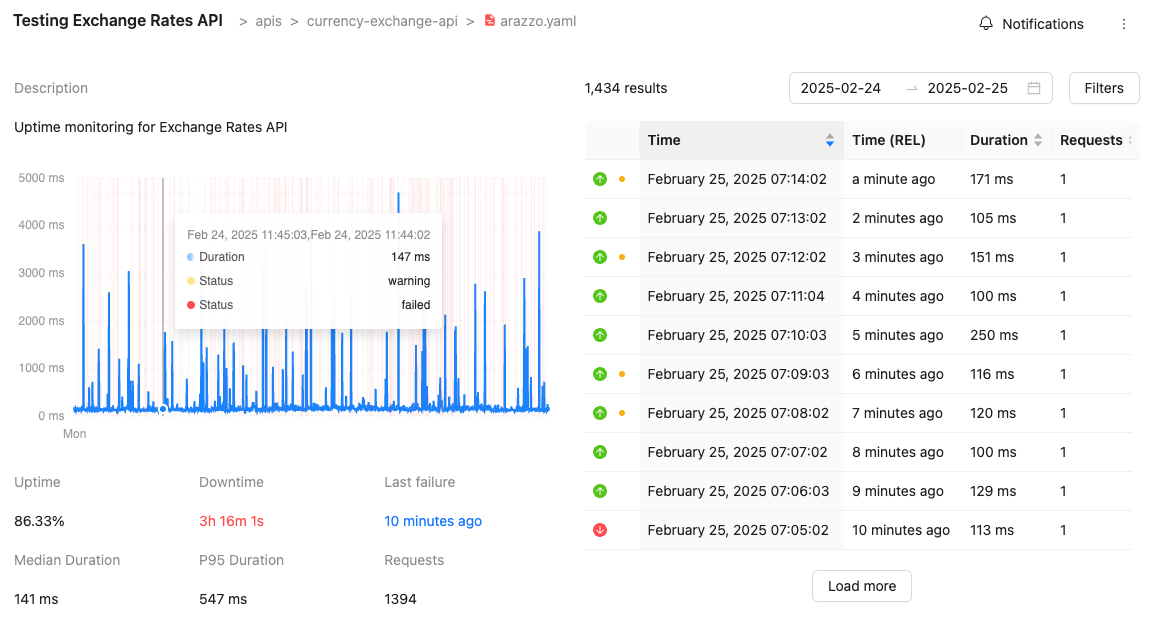 Testing Exchange Rates API > apis > currency-exchange-api > arazzo.yaml
Notifications
Description
Uptime monitoring for Exchange Rates API
5000 ms
4000 ms
3000 ms
2000 ms
1000 ms
0 ms
Mon
Feb 24, 2025 11:45:03,Feb 24, 2025 11:44:02
Duration 147 ms
Status warning
Status failed
Uptime Downtime Last failure
86.33% 3h 16m 1s 10 minutes ago
Median Duration P95 Duration Requests
141 ms 547 ms 1394
1,434 results 2025-02-24 → 2025-02-25 Filters
Time Time (REL) Duration Requests
February 25, 2025 07:14:02 a minute ago 171 ms 1
February 25, 2025 07:13:02 2 minutes ago 105 ms 1
February 25, 2025 07:12:02 3 minutes ago 151 ms 1
February 25, 2025 07:11:04 4 minutes ago 100 ms 1
February 25, 2025 07:10:03 5 minutes ago 250 ms 1
February 25, 2025 07:09:03 6 minutes ago 116 ms 1
February 25, 2025 07:08:02 7 minutes ago 120 ms 1
February 25, 2025 07:07:02 8 minutes ago 100 ms 1
February 25, 2025 07:06:03 9 minutes ago 129 ms 1
February 25, 2025 07:05:02 10 minutes ago 113 ms 1
Load more